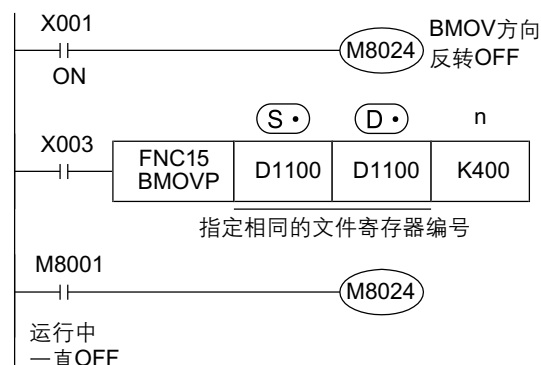 X001
BMOV方向
M8024
反转OFF
ON
S・ D・ n
X003
FNC15
BMOVP
D1100 D1100 K400
指定相同的文件寄存器编号
M8001
M8024
运行中
一直OFF